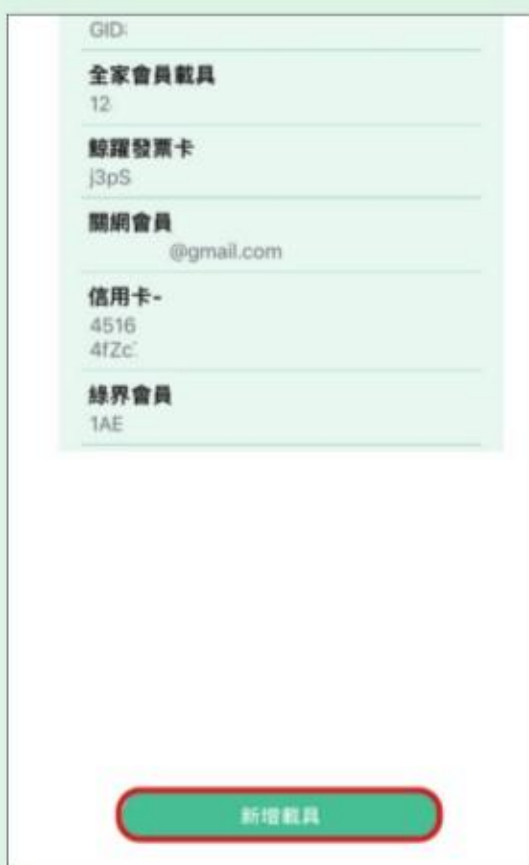 GID:
全家會員載具
12
鯨躍發票卡
j3pS
關網會員
@gmail.com
信用卡-
4516
4fZc
綠界會員
1AE
新增載具